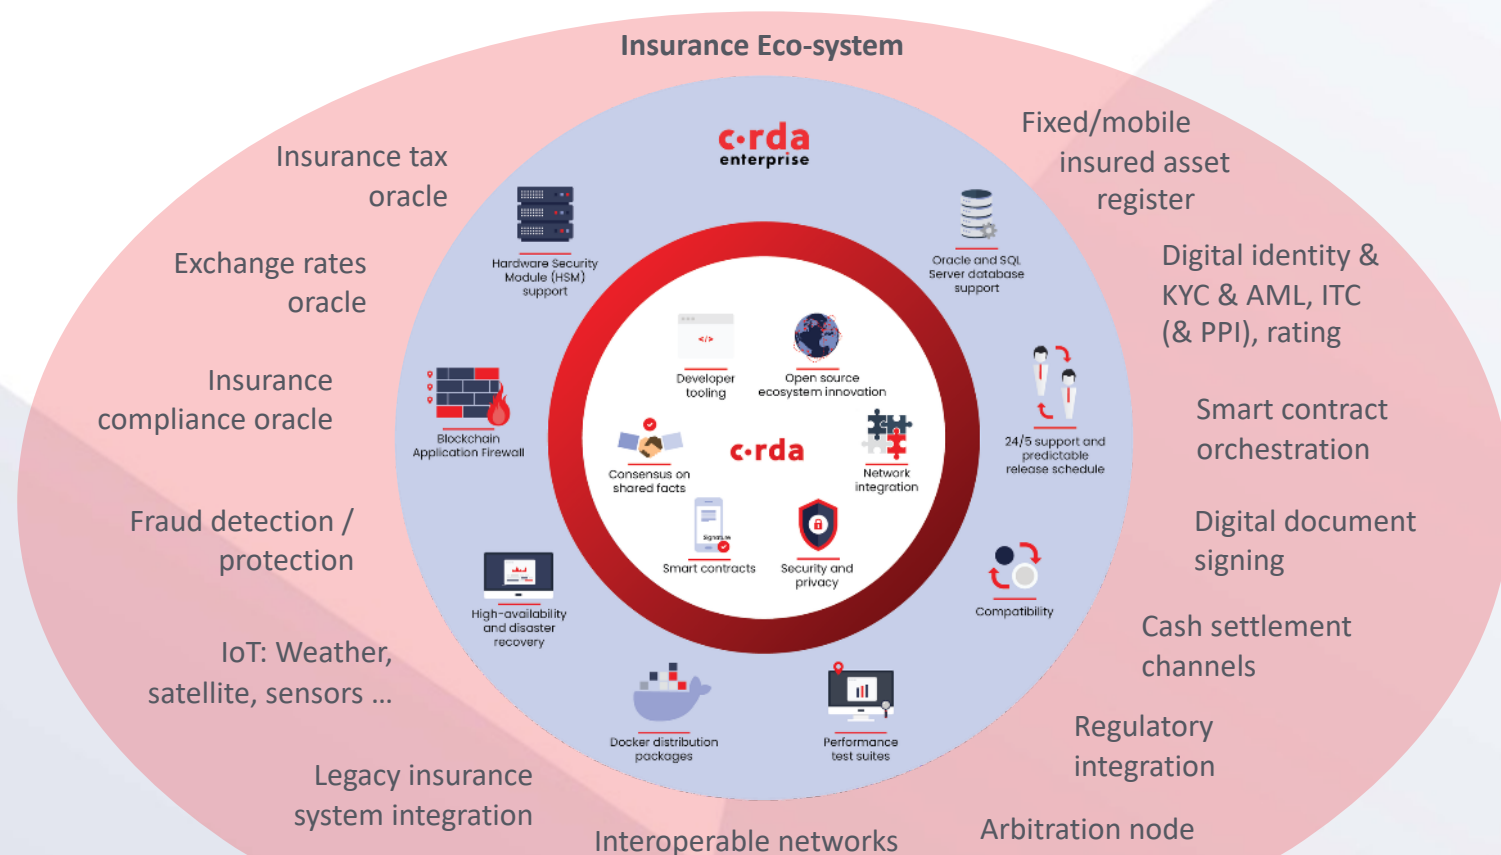 Insurance Eco-system
c•rda
enterprise
Insurance tax
oracle
Exchange rates
oracle
Insurance
compliance oracle
Fraud detection /
protection
IoT: Weather,
satellite, sensors ...
Legacy insurance
system integration
Interoperable networks
Arbitration node
Regulatory
integration
Cash settlement
channels
Digital document
signing
Smart contract
orchestration
Digital identity &
KYC & AML, ITC
(& PPI), rating
Fixed/mobile
insured asset
register
Hardware Security
Module (HSM)
support
Blockchain
Application Firewall
High-availability
and disaster
recovery
Docker distribution
packages
Performance
test suites
Compatibility
24/5 support and
predictable
release schedule
Oracle and SQL
Server database
support
</>
Developer
tooling
Open source
ecosystem innovation
Consensus on
shared facts
c•rda
Network
integration
Signature
Smart contracts
Security and
privacy